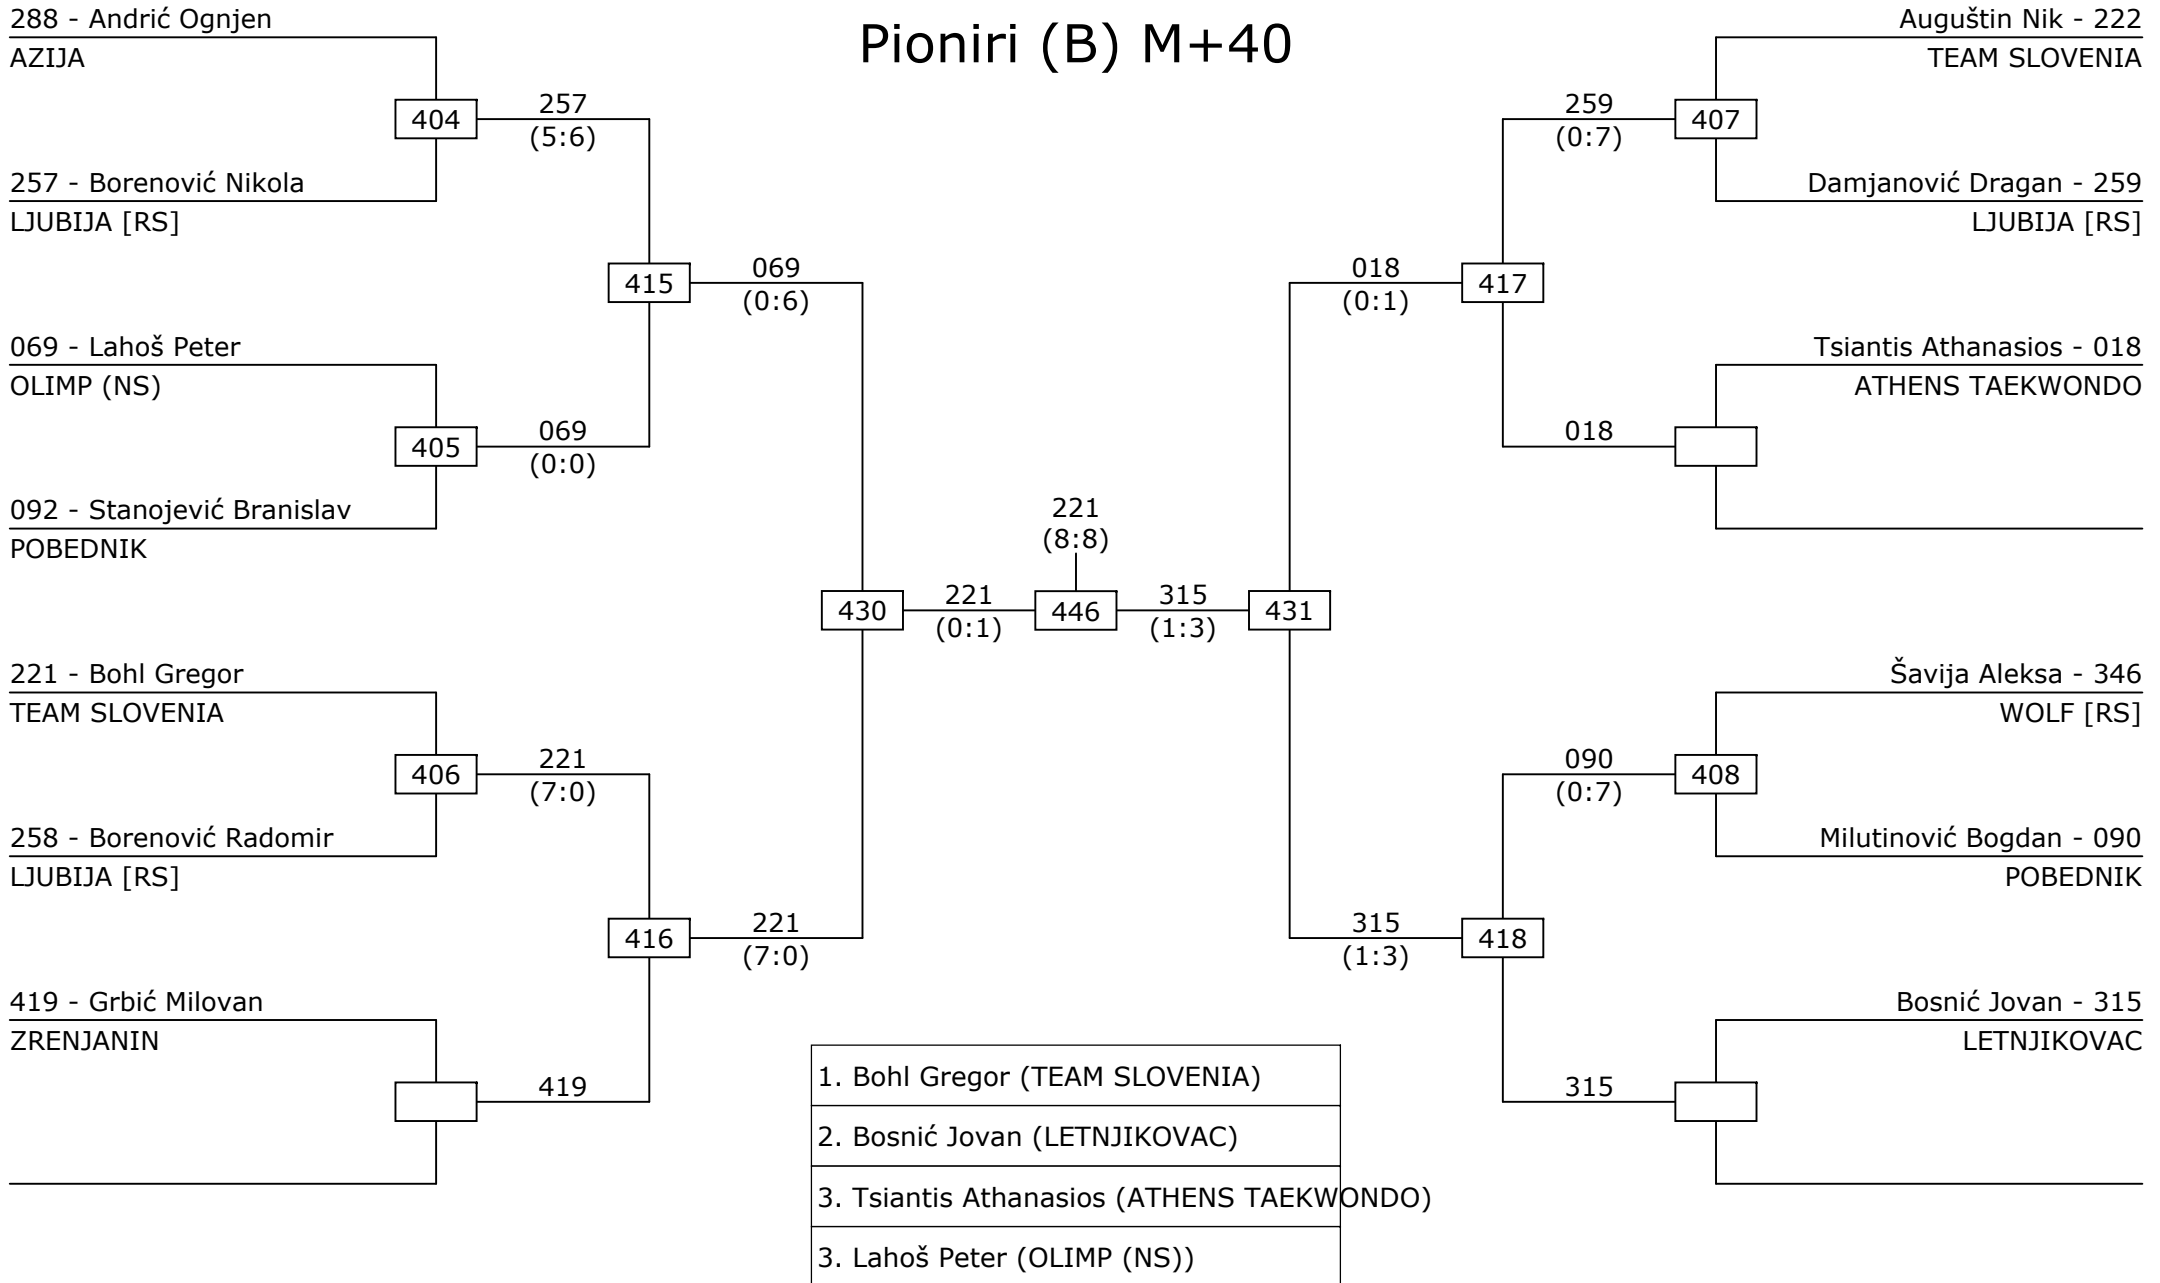 Pioniri (B) M+40
288 - Andrić Ognjen
AZIJA
404
257
(5:6)
257 - Borenović Nikola
LJUBIJA [RS]
415
069
(0:6)
069 - Lahoš Peter
OLIMP (NS)
405
069
(0:0)
092 - Stanojević Branislav
POBEDNIK
430
221
(0:1)
221 - Bohl Gregor
TEAM SLOVENIA
406
221
(7:0)
258 - Borenović Radomir
LJUBIJA [RS]
416
221
(7:0)
419 - Grbić Milovan
ZRENJANIN
419
221
(8:8)
446
Auguštin Nik - 222
TEAM SLOVENIA
259
(0:7)
407
Damjanović Dragan - 259
LJUBIJA [RS]
018
(0:1)
417
Tsiantis Athanasios - 018
ATHENS TAEKWONDO
018
315
(1:3)
431
Šavija Aleksa - 346
WOLF [RS]
090
(0:7)
408
Milutinović Bogdan - 090
POBEDNIK
315
(1:3)
418
Bosnić Jovan - 315
LETNJIKOVAC
315
1. Bohl Gregor (TEAM SLOVENIA)
2. Bosnić Jovan (LETNJIKOVAC)
3. Tsiantis Athanasios (ATHENS TAEKWONDO)
3. Lahoš Peter (OLIMP (NS))